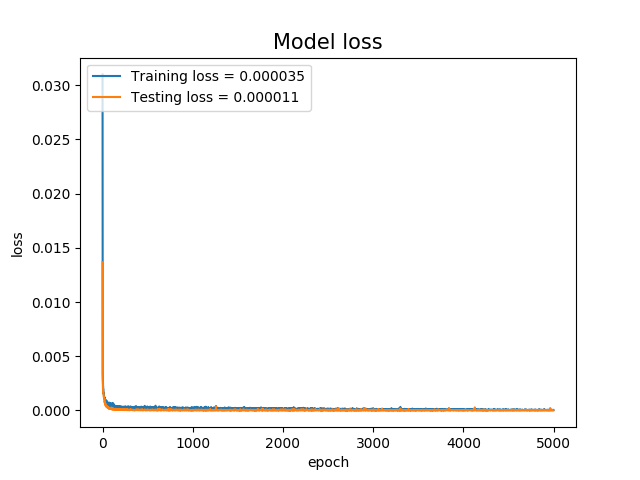 Model loss
Training loss = 0.000035
Testing loss = 0.000011
0.030
0.025
0.020
0.015
0.010
0.005
0.000
loss
0 1000 2000 3000 4000 5000
epoch